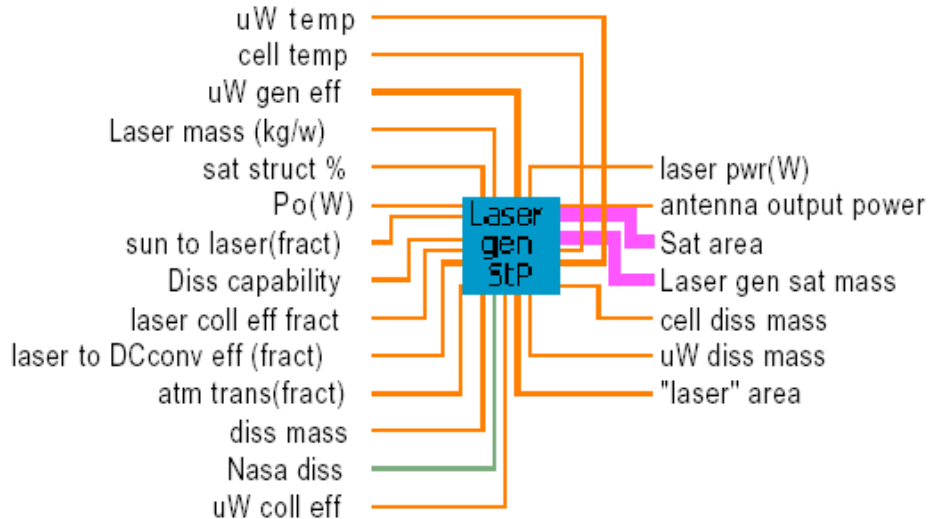 uW temp
cell temp
uW gen eff
Laser mass (kg/w)
sat struct %
Po(W)
sun to laser(fract)
Diss capability
laser coll eff fract
laser to DCconv eff (fract)
atm trans(fract)
diss mass
Nasa diss
uW coll eff
Laser
gen
StP
laser pwr(W)
antenna output power
Sat area
Laser gen sat mass
cell diss mass
uW diss mass
"laser" area